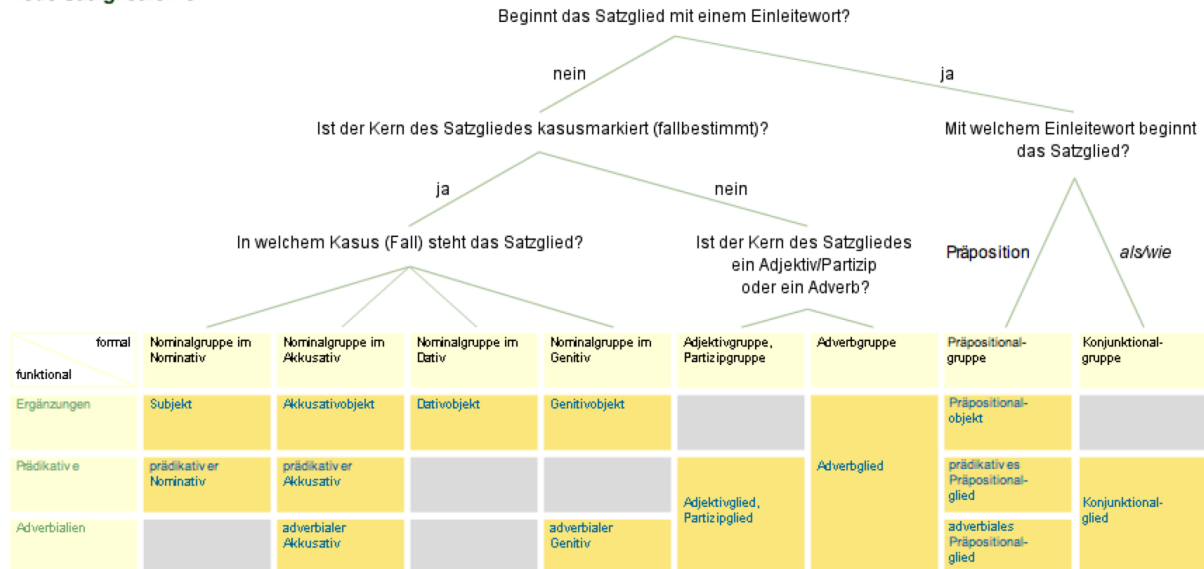 Beginnt das Satzglied mit einem Einleitewort?
nein
ja
Ist der Kern des Satzgliedes kasusmarkiert (fallbestimmt)?
Mit welchem Einleitewort beginnt
das Satzglied?
ja
nein
In welchem Kasus (Fall) steht das Satzglied?
Ist der Kern des Satzgliedes
ein Adjektiv/Partizip
oder ein Adverb?
Präposition
als/wie
formal
funktional
Nominalgruppe im
Nominativ
Nominalgruppe im
Akkusativ
Nominalgruppe im
Dativ
Nominalgruppe im
Genitiv
Adjektivgruppe,
Partizipgruppe
Adverbgruppe
Präpositional-
gruppe
Konjunktional-
gruppe
Ergänzungen
Subjekt
Akkusativobjekt
Dativobjekt
Genitivobjekt
Präpositional-
objekt
Prädikative
prädikativer
Nominativ
prädikativer
Akkusativ
Adjektivglied,
Partizipglied
Adverbglied
prädikatives
Präpositional-
glied
Konjunktional-
glied
Adverbialien
adverbialer
Akkusativ
adverbialer
Genitiv
adverbiales
Präpositional-
glied